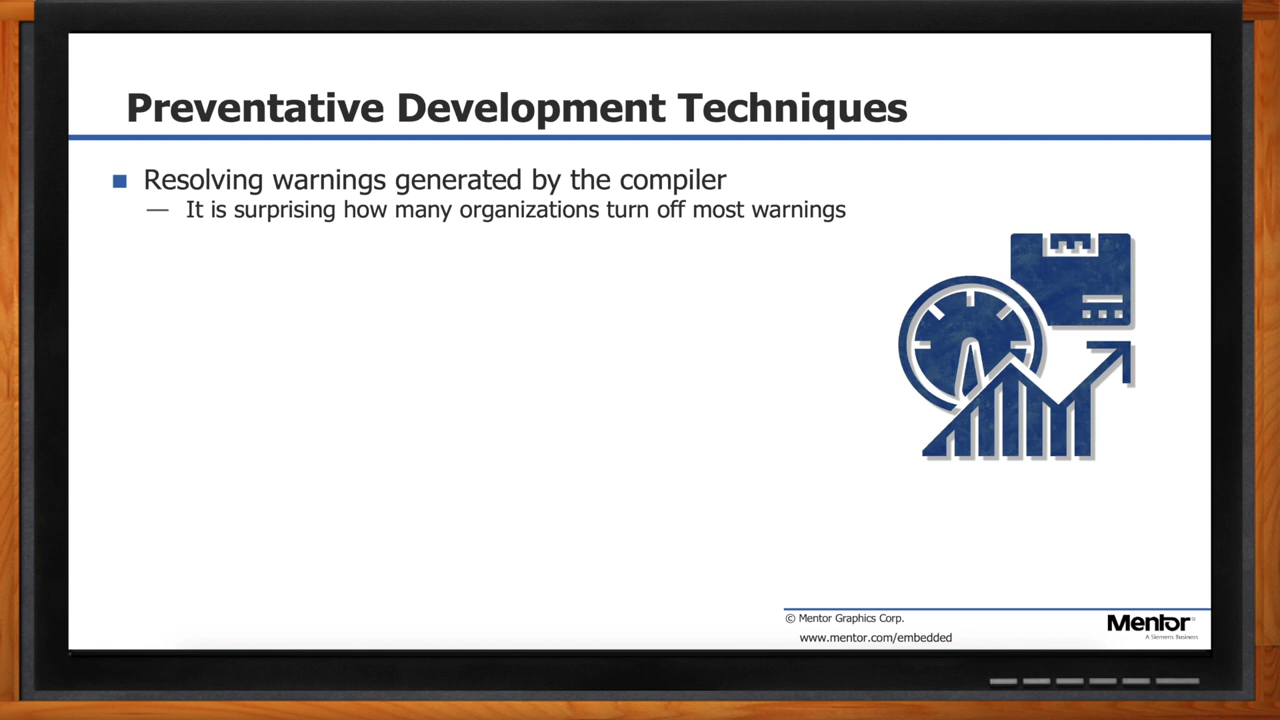 Preventative Development Techniques
Resolving warnings generated by the compiler
— It is surprising how many organizations turn off most warnings
© Mentor Graphics Corp.
www.mentor.com/embedded
Mentor
A Siemens Business